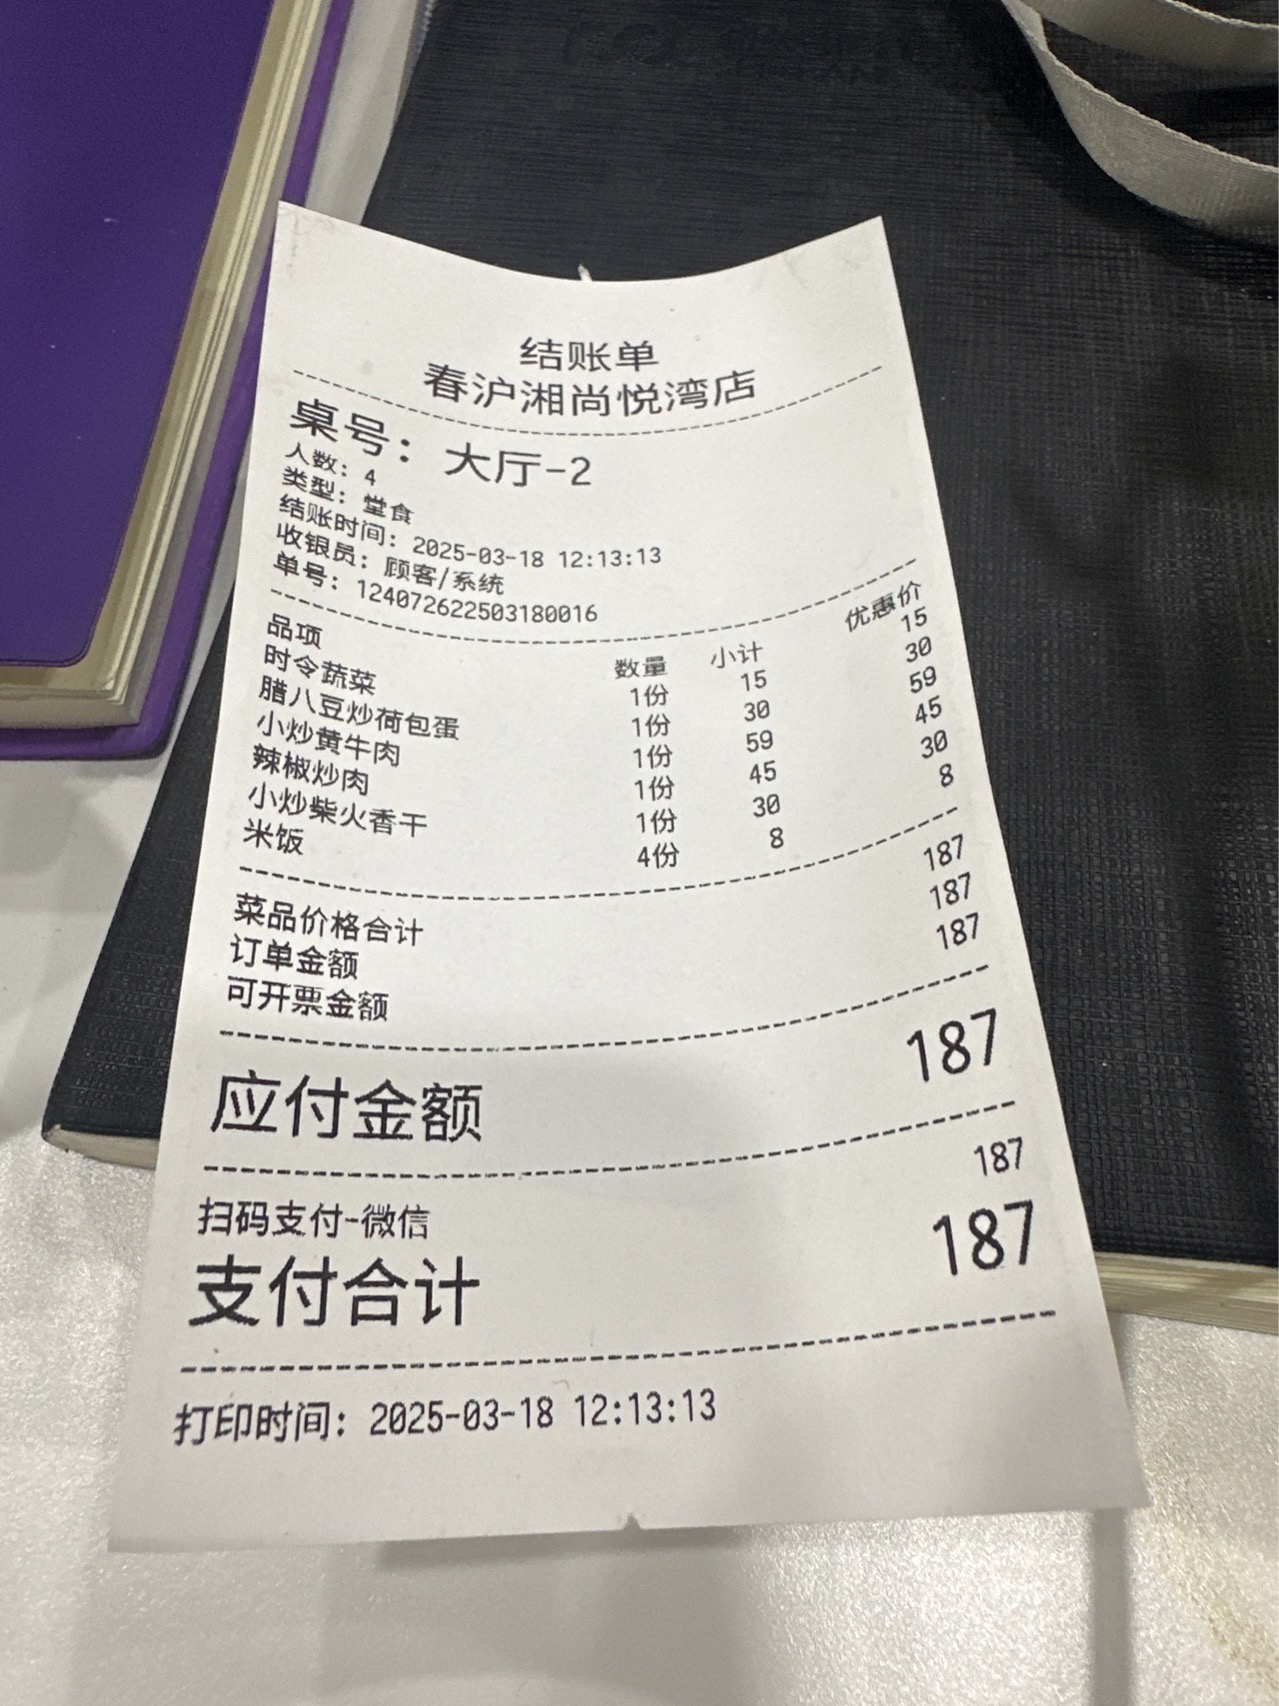 结账单
春沪湘尚悦湾店
桌号：大厅-2
人数：4
类型：堂食
结账时间：2025-03-18 12:13:13
收银员：顾客/系统
单号：1240726222503180016
品项 数量 小计 优惠价
时令蔬菜 1份 15 15
腊八豆炒荷包蛋 1份 30 30
小炒黄牛肉 1份 59 59
辣椒炒肉 1份 45 45
小炒柴火香干 1份 30 30
米饭 4份 8 8
菜品价格合计 187
订单金额 187
可开票金额 187
应付金额 187
扫码支付-微信 187
支付合计 187
打印时间：2025-03-18 12:13:13